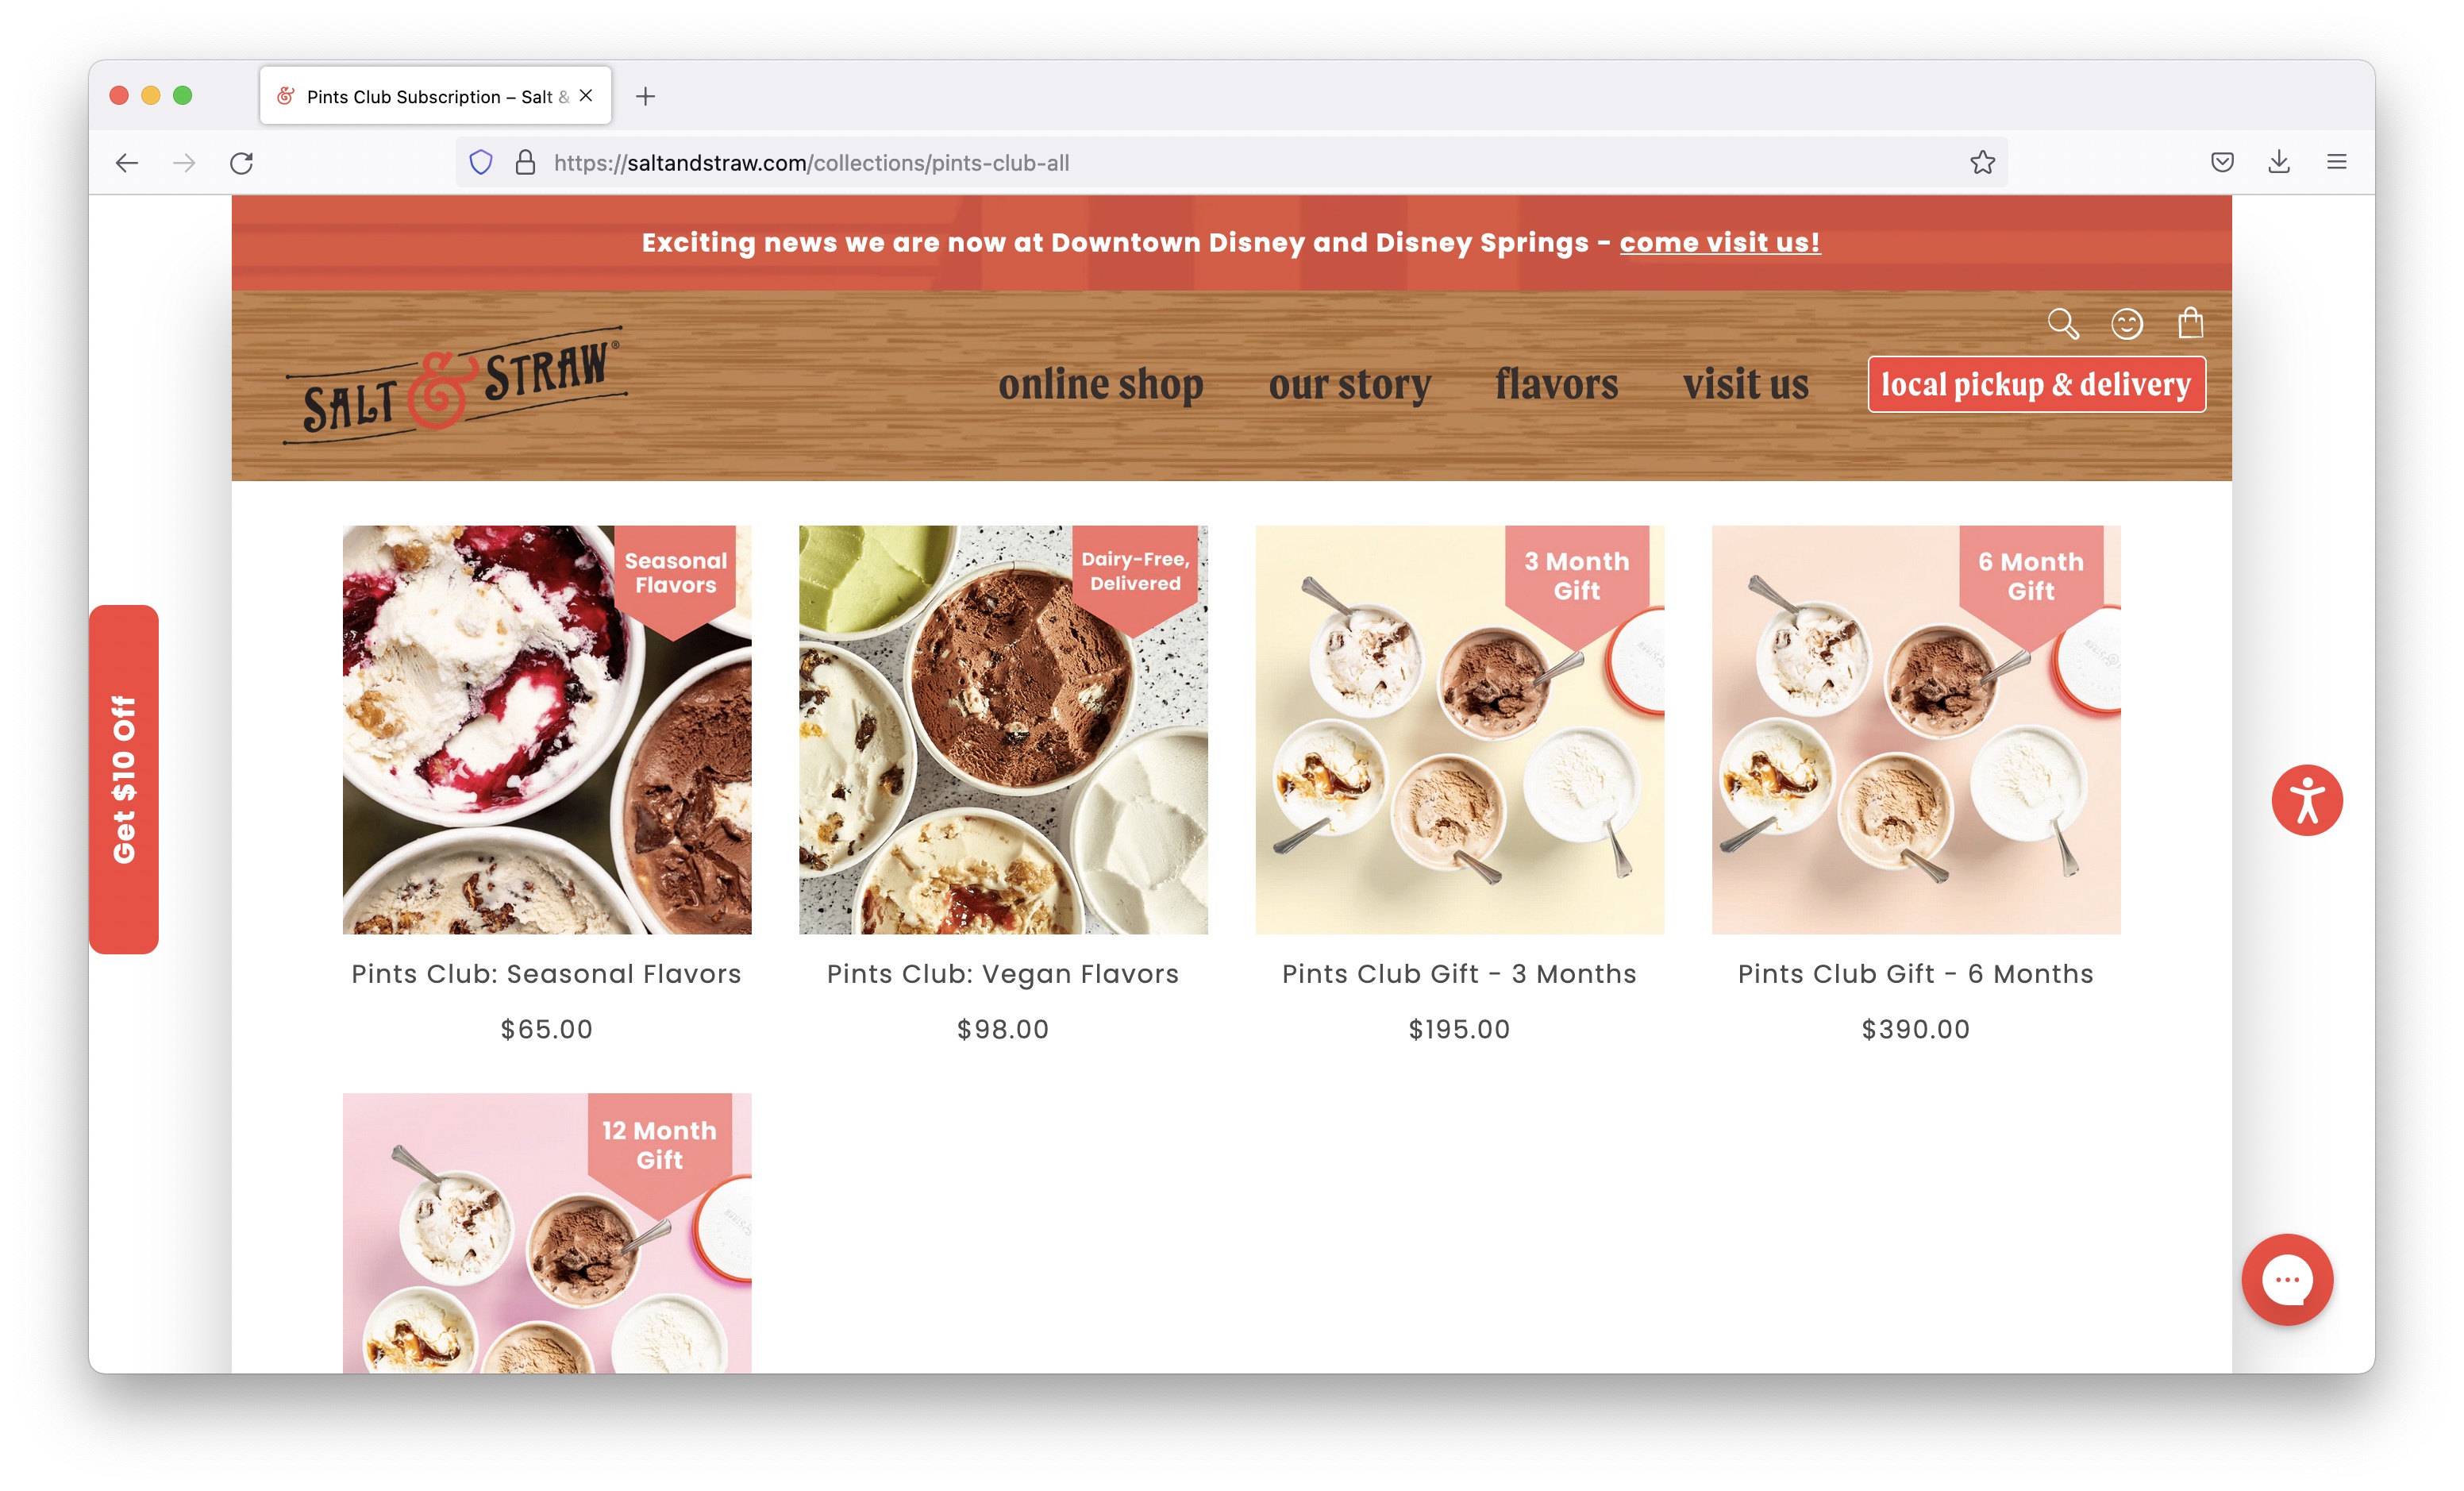 Pints Club Subscription – Salt &
https://saltandstraw.com/collections/pints-club-all
Exciting news we are now at Downtown Disney and Disney Springs - come visit us!
SALT & STRAW®
online shop
our story
flavors
visit us
local pickup & delivery
Get $10 Off
Seasonal
Flavors
Dairy-Free,
Delivered
3 Month
Gift
6 Month
Gift
Pints Club: Seasonal Flavors
$65.00
Pints Club: Vegan Flavors
$98.00
Pints Club Gift - 3 Months
$195.00
Pints Club Gift - 6 Months
$390.00
12 Month
Gift